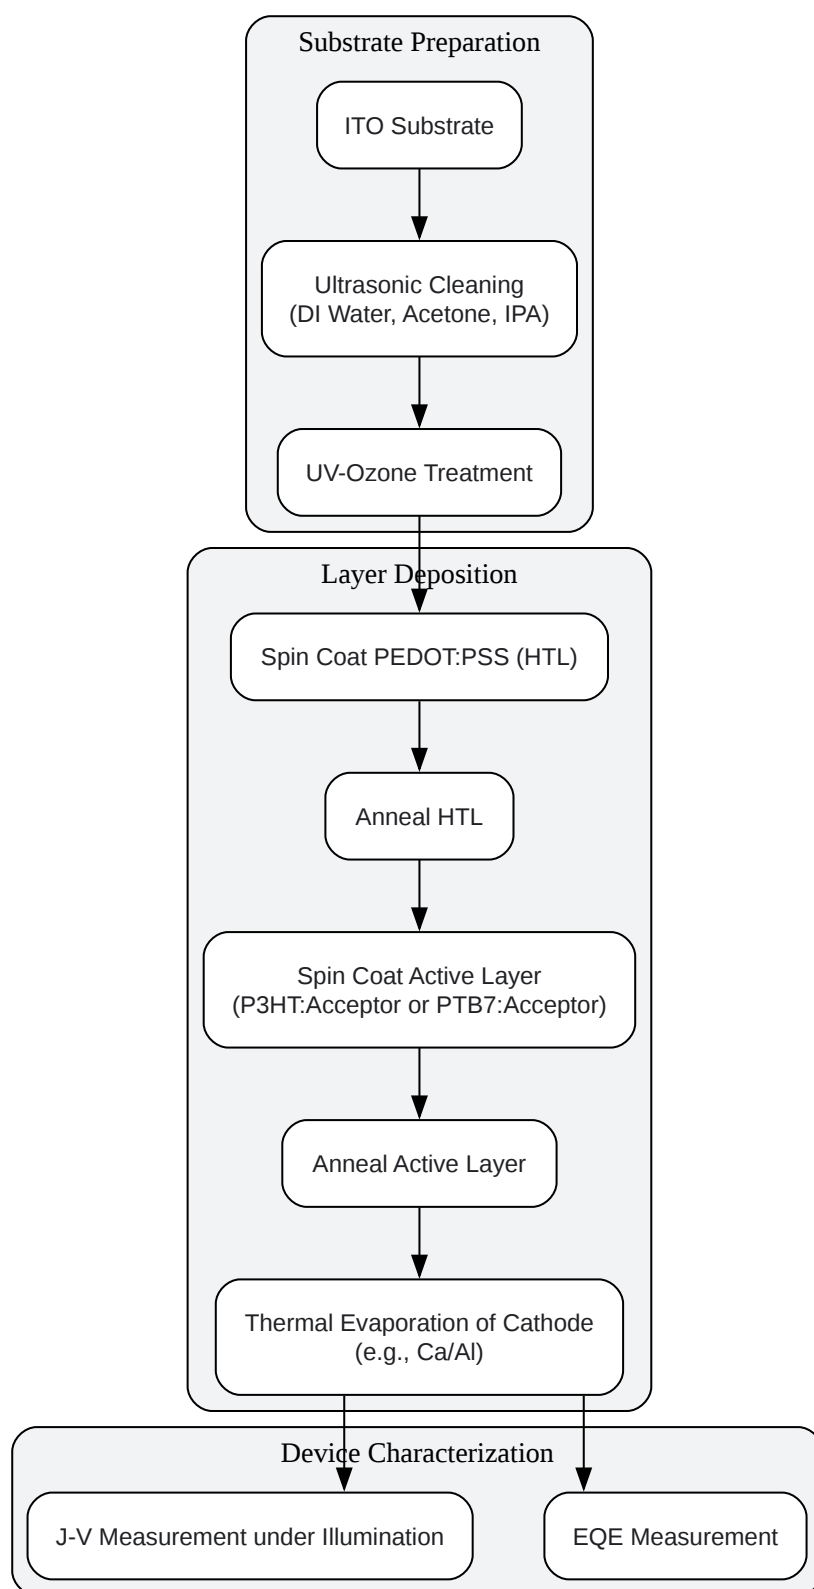 Substrate Preparation
ITO Substrate
Ultrasonic Cleaning
(DI Water, Acetone, IPA)
UV-Ozone Treatment
Layer Deposition
Spin Coat PEDOT:PSS (HTL)
Anneal HTL
Spin Coat Active Layer
(P3HT:Acceptor or PTB7:Acceptor)
Anneal Active Layer
Thermal Evaporation of Cathode
(e.g., Ca/Al)
Device Characterization
J-V Measurement under Illumination
EQE Measurement